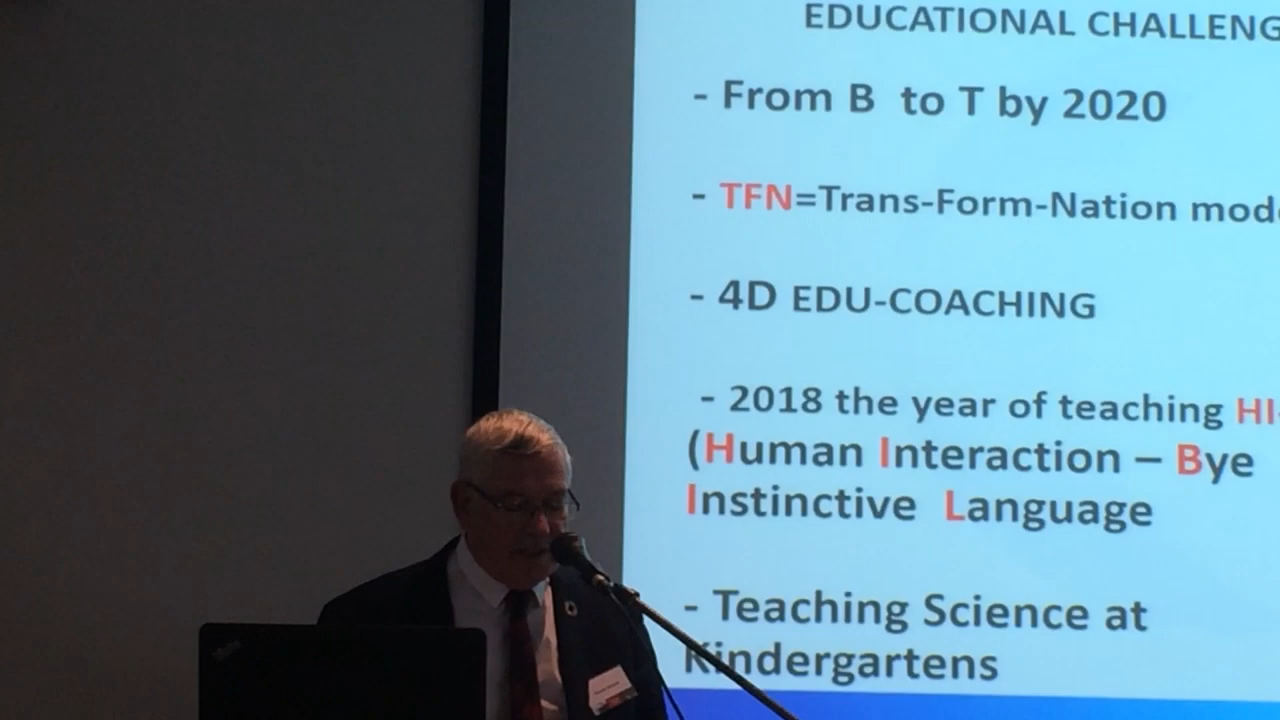 EDUCATIONAL CHALLENG
- From B to T by 2020
- TFN=Trans-Form-Nation mod
- 4D EDU-COACHING
- 2018 the year of teaching HI
(Human Interaction – Bye
Instinctive Language
- Teaching Science at
Kindergartens